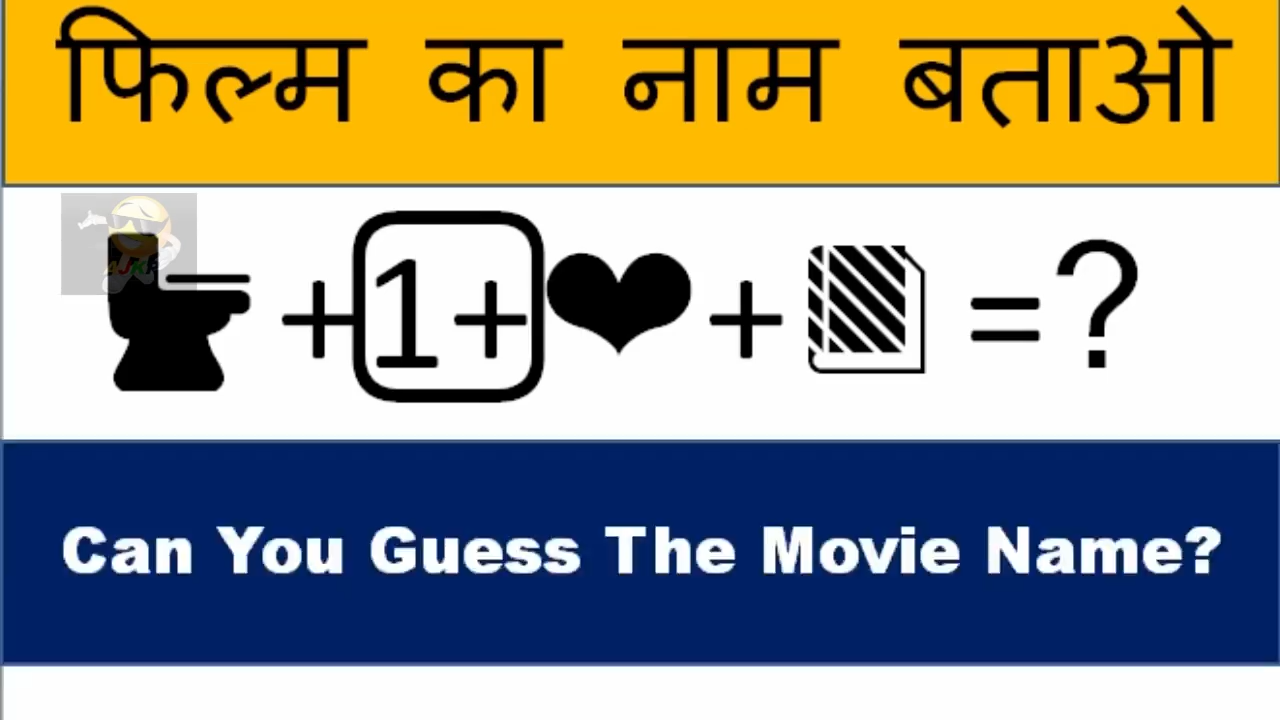 फिल्म का नाम बताओ
+1+ + =?
Can You Guess The Movie Name?